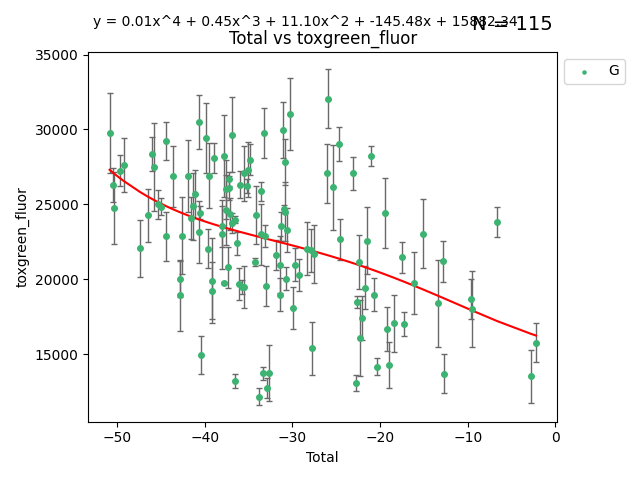 y = 0.01x^4 + 0.45x^3 + 11.10x^2 + -145.48x + 15882.34
N = 115
Total vs toxgreen_fluor
G
35000
30000
25000
20000
15000
toxgreen_fluor
−50 −40 −30 −20 −10 0
Total